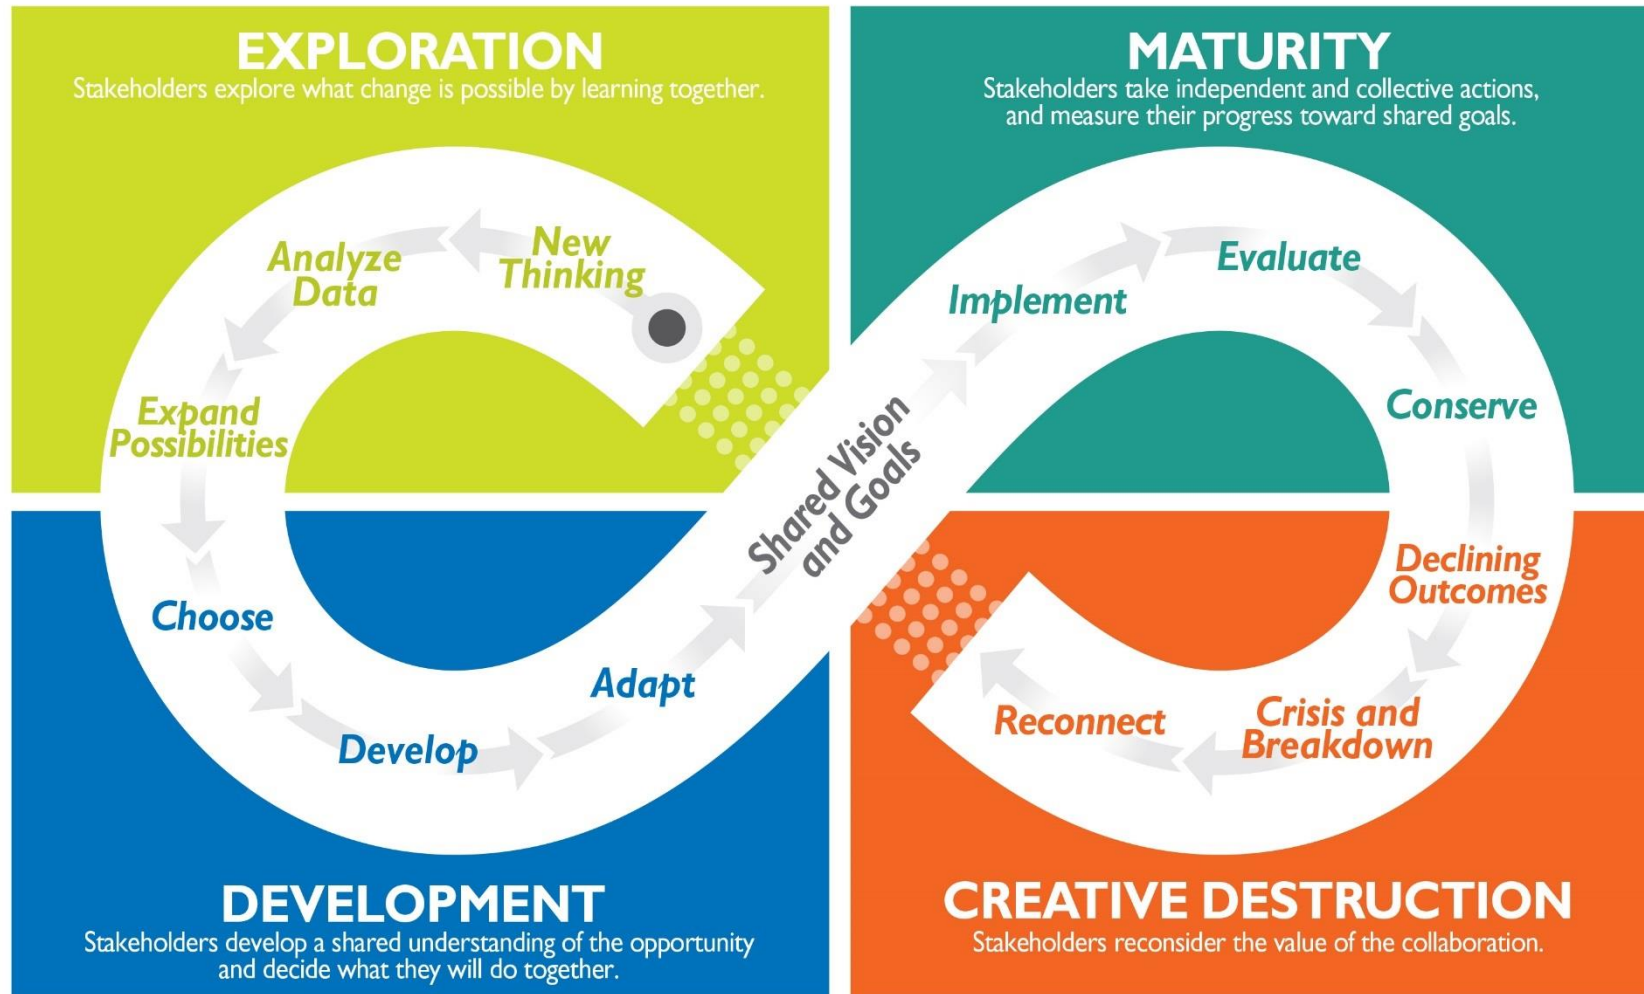 EXPLORATION
Stakeholders explore what change is possible by learning together.
New
Thinking
Analyze
Data
Expand
Possibilities
Choose
Develop
Adapt
DEVELOPMENT
Stakeholders develop a shared understanding of the opportunity
and decide what they will do together.
Shared Vision
and Goals
MATURITY
Stakeholders take independent and collective actions,
and measure their progress toward shared goals.
Implement
Evaluate
Conserve
Declining
Outcomes
Crisis and
Breakdown
Reconnect
CREATIVE DESTRUCTION
Stakeholders reconsider the value of the collaboration.